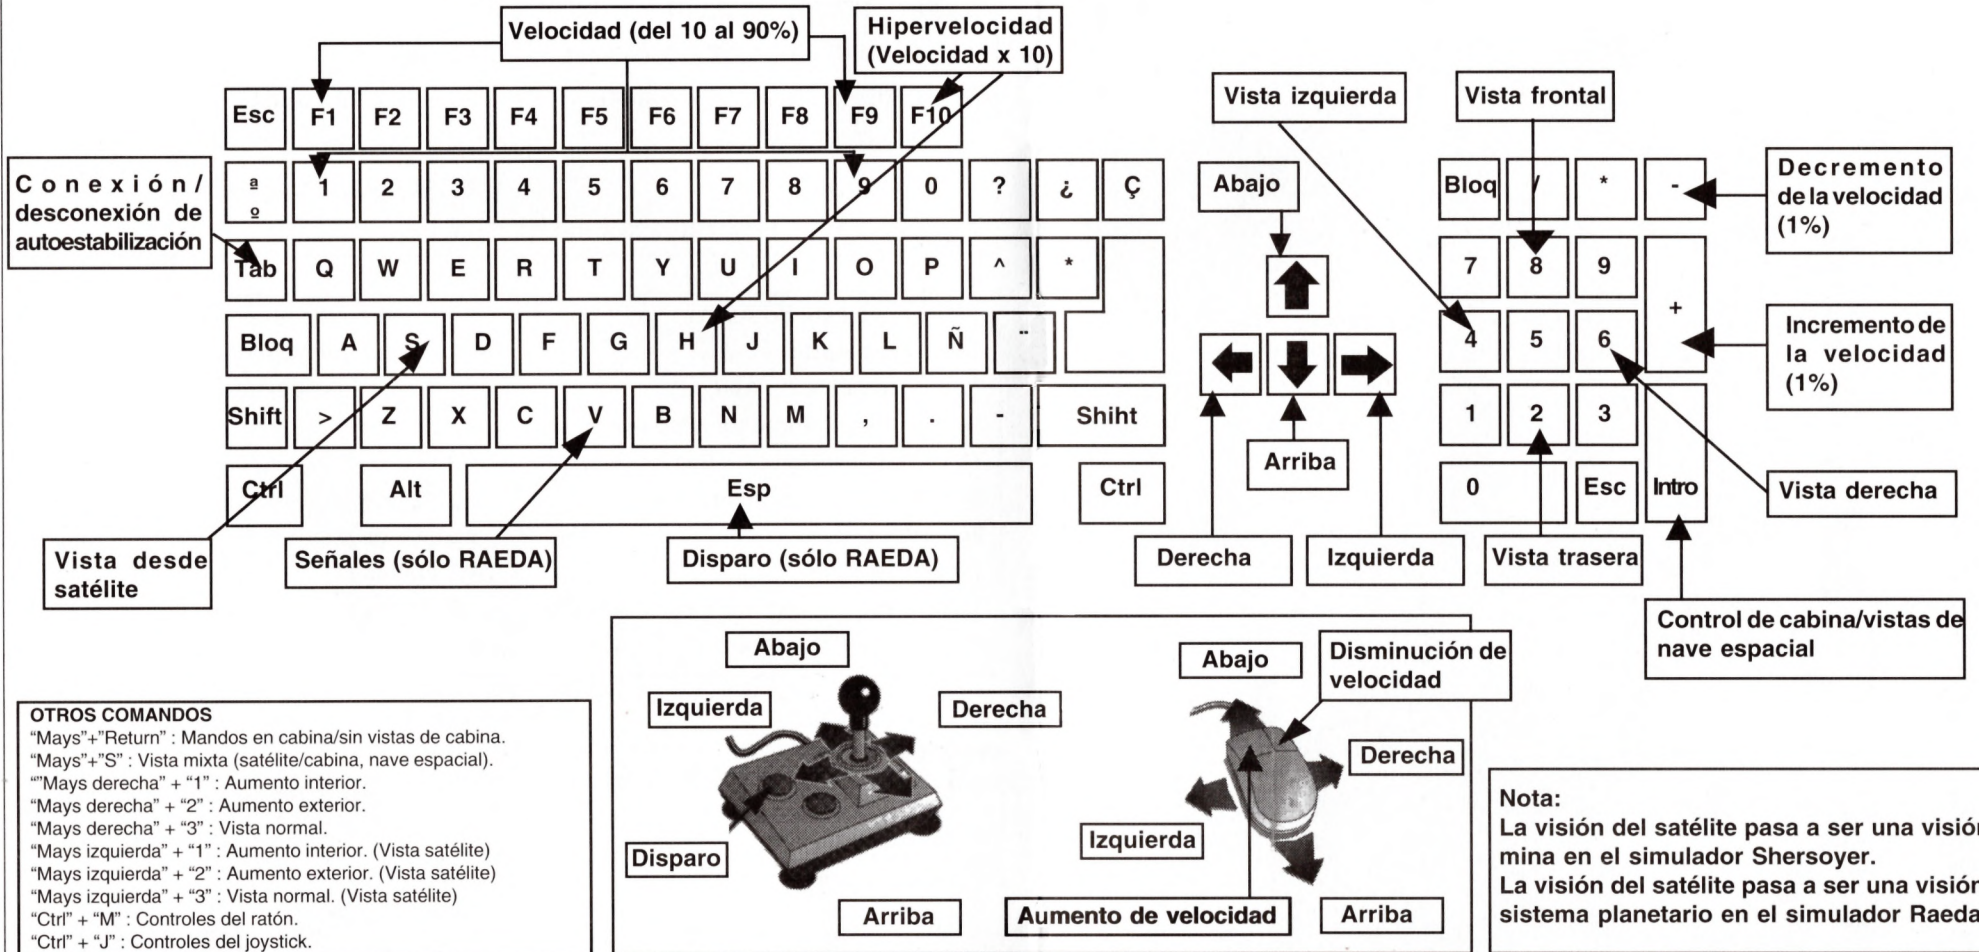 Velocidad (del 10 al 90%)
Hipervelocidad
(Velocidad x 10)
Esc F1 F2 F3 F4 F5 F6 F7 F8 F9 F10
Vista izquierda
Vista frontal
Conexión/
desconexión de
autoestabilización
ª º 1 2 3 4 5 6 7 8 9 0 ? ¿ Ç
Abajo
Bloq / * -
Decremento
de la velocidad
(1%)
Tab Q W E R T Y U I O P ^ *
7 8 9 +
Bloq A S D F G H J K L Ñ ¨
4 5 6
Incremento de
la velocidad
(1%)
Shift > Z X C V B N M , . - Shiht
1 2 3
Arriba
Ctrl Alt Esp Ctrl
0 Esc Intro
Vista derecha
Vista desde
satélite
Señales (sólo RAEDA)
Disparo (sólo RAEDA)
Derecha
Izquierda
Vista trasera
Control de cabina/vistas de
nave espacial
Abajo
Izquierda
Derecha
Disparo
Arriba
Abajo
Disminución de
velocidad
Derecha
Izquierda
Aumento de velocidad
Arriba
OTROS COMANDOS
“Mays”+”Return” : Mandos en cabina/sin vistas de cabina.
“Mays”+”S” : Vista mixta (satélite/cabina, nave espacial).
“”Mays derecha” + “1” : Aumento interior.
“Mays derecha” + “2” : Aumento exterior.
“Mays derecha” + “3” : Vista normal.
“Mays izquierda” + “1” : Aumento interior. (Vista satélite)
“Mays izquierda” + “2” : Aumento exterior. (Vista satélite)
“Mays izquierda” + “3” : Vista normal. (Vista satélite)
“Ctrl” + “M” : Controles del ratón.
“Ctrl” + “J” : Controles del joystick.
Nota:
La visión del satélite pasa a ser una visión
mina en el simulador Shersoyer.
La visión del satélite pasa a ser una visión
sistema planetario en el simulador Raeda